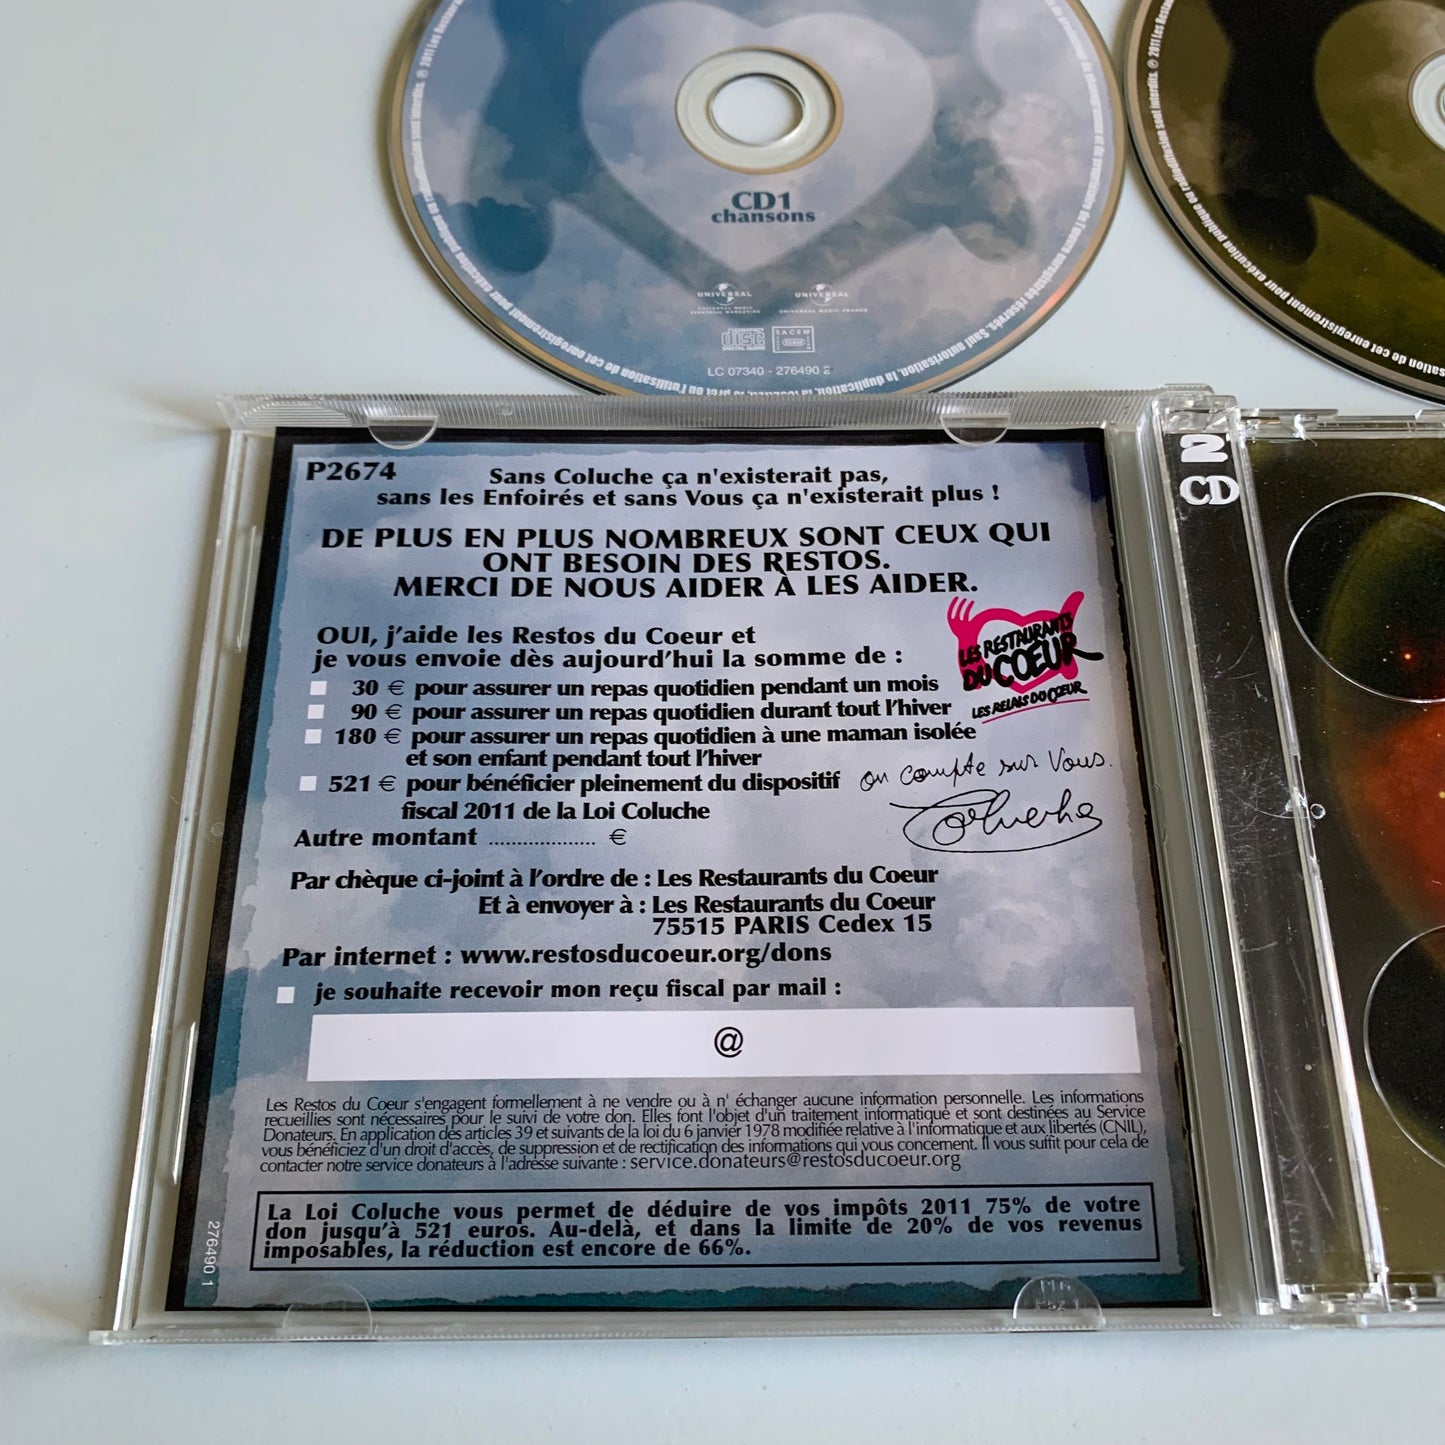 CD1
chansons
UNIVERSAL
UNIVERSAL MUSIC
STRATEGIC MARKETING
UNIVERSAL
UNIVERSAL MUSIC FRANCE
COMPACT
disc
DIGITAL AUDIO
SACEM
LC 07340 - 276490 2
2
CD
P2674
Sans Coluche ça n'existerait pas,
sans les Enfoirés et sans Vous ça n'existerait plus !
DE PLUS EN PLUS NOMBREUX SONT CEUX QUI
ONT BESOIN DES RESTOS.
MERCI DE NOUS AIDER À LES AIDER.
LES RESTAURANTS
DU COEUR
LES RELAIS DU COEUR
OUI, j'aide les Restos du Coeur et
je vous envoie dès aujourd'hui la somme de :
30 € pour assurer un repas quotidien pendant un mois
90 € pour assurer un repas quotidien durant tout l'hiver
180 € pour assurer un repas quotidien à une maman isolée
et son enfant pendant tout l'hiver
521 € pour bénéficier pleinement du dispositif
fiscal 2011 de la Loi Coluche
on compte sur Vous.
Coluche
Autre montant ................... €
Par chèque ci-joint à l'ordre de : Les Restaurants du Coeur
Et à envoyer à : Les Restaurants du Coeur
75515 PARIS Cedex 15
Par internet : www.restosducoeur.org/dons
je souhaite recevoir mon reçu fiscal par mail :
@
Les Restos du Coeur s'engagent formellement à ne vendre ou à n' échanger aucune information personnelle. Les informations
recueillies sont nécessaires pour le suivi de votre don. Elles font l'objet d'un traitement informatique et sont destinées au Service
Donateurs. En application des articles 39 et suivants de la loi du 6 janvier 1978 modifiée relative à l'informatique et aux libertés (CNIL),
vous bénéficiez d'un droit d'accès, de suppression et de rectification des informations qui vous concernent. Il vous suffit pour cela de
contacter notre service donateurs à l'adresse suivante : service.donateurs@restosducoeur.org
La Loi Coluche vous permet de déduire de vos impôts 2011 75% de votre
don jusqu'à 521 euros. Au-delà, et dans la limite de 20% de vos revenus
imposables, la réduction est encore de 66%.
276490 1